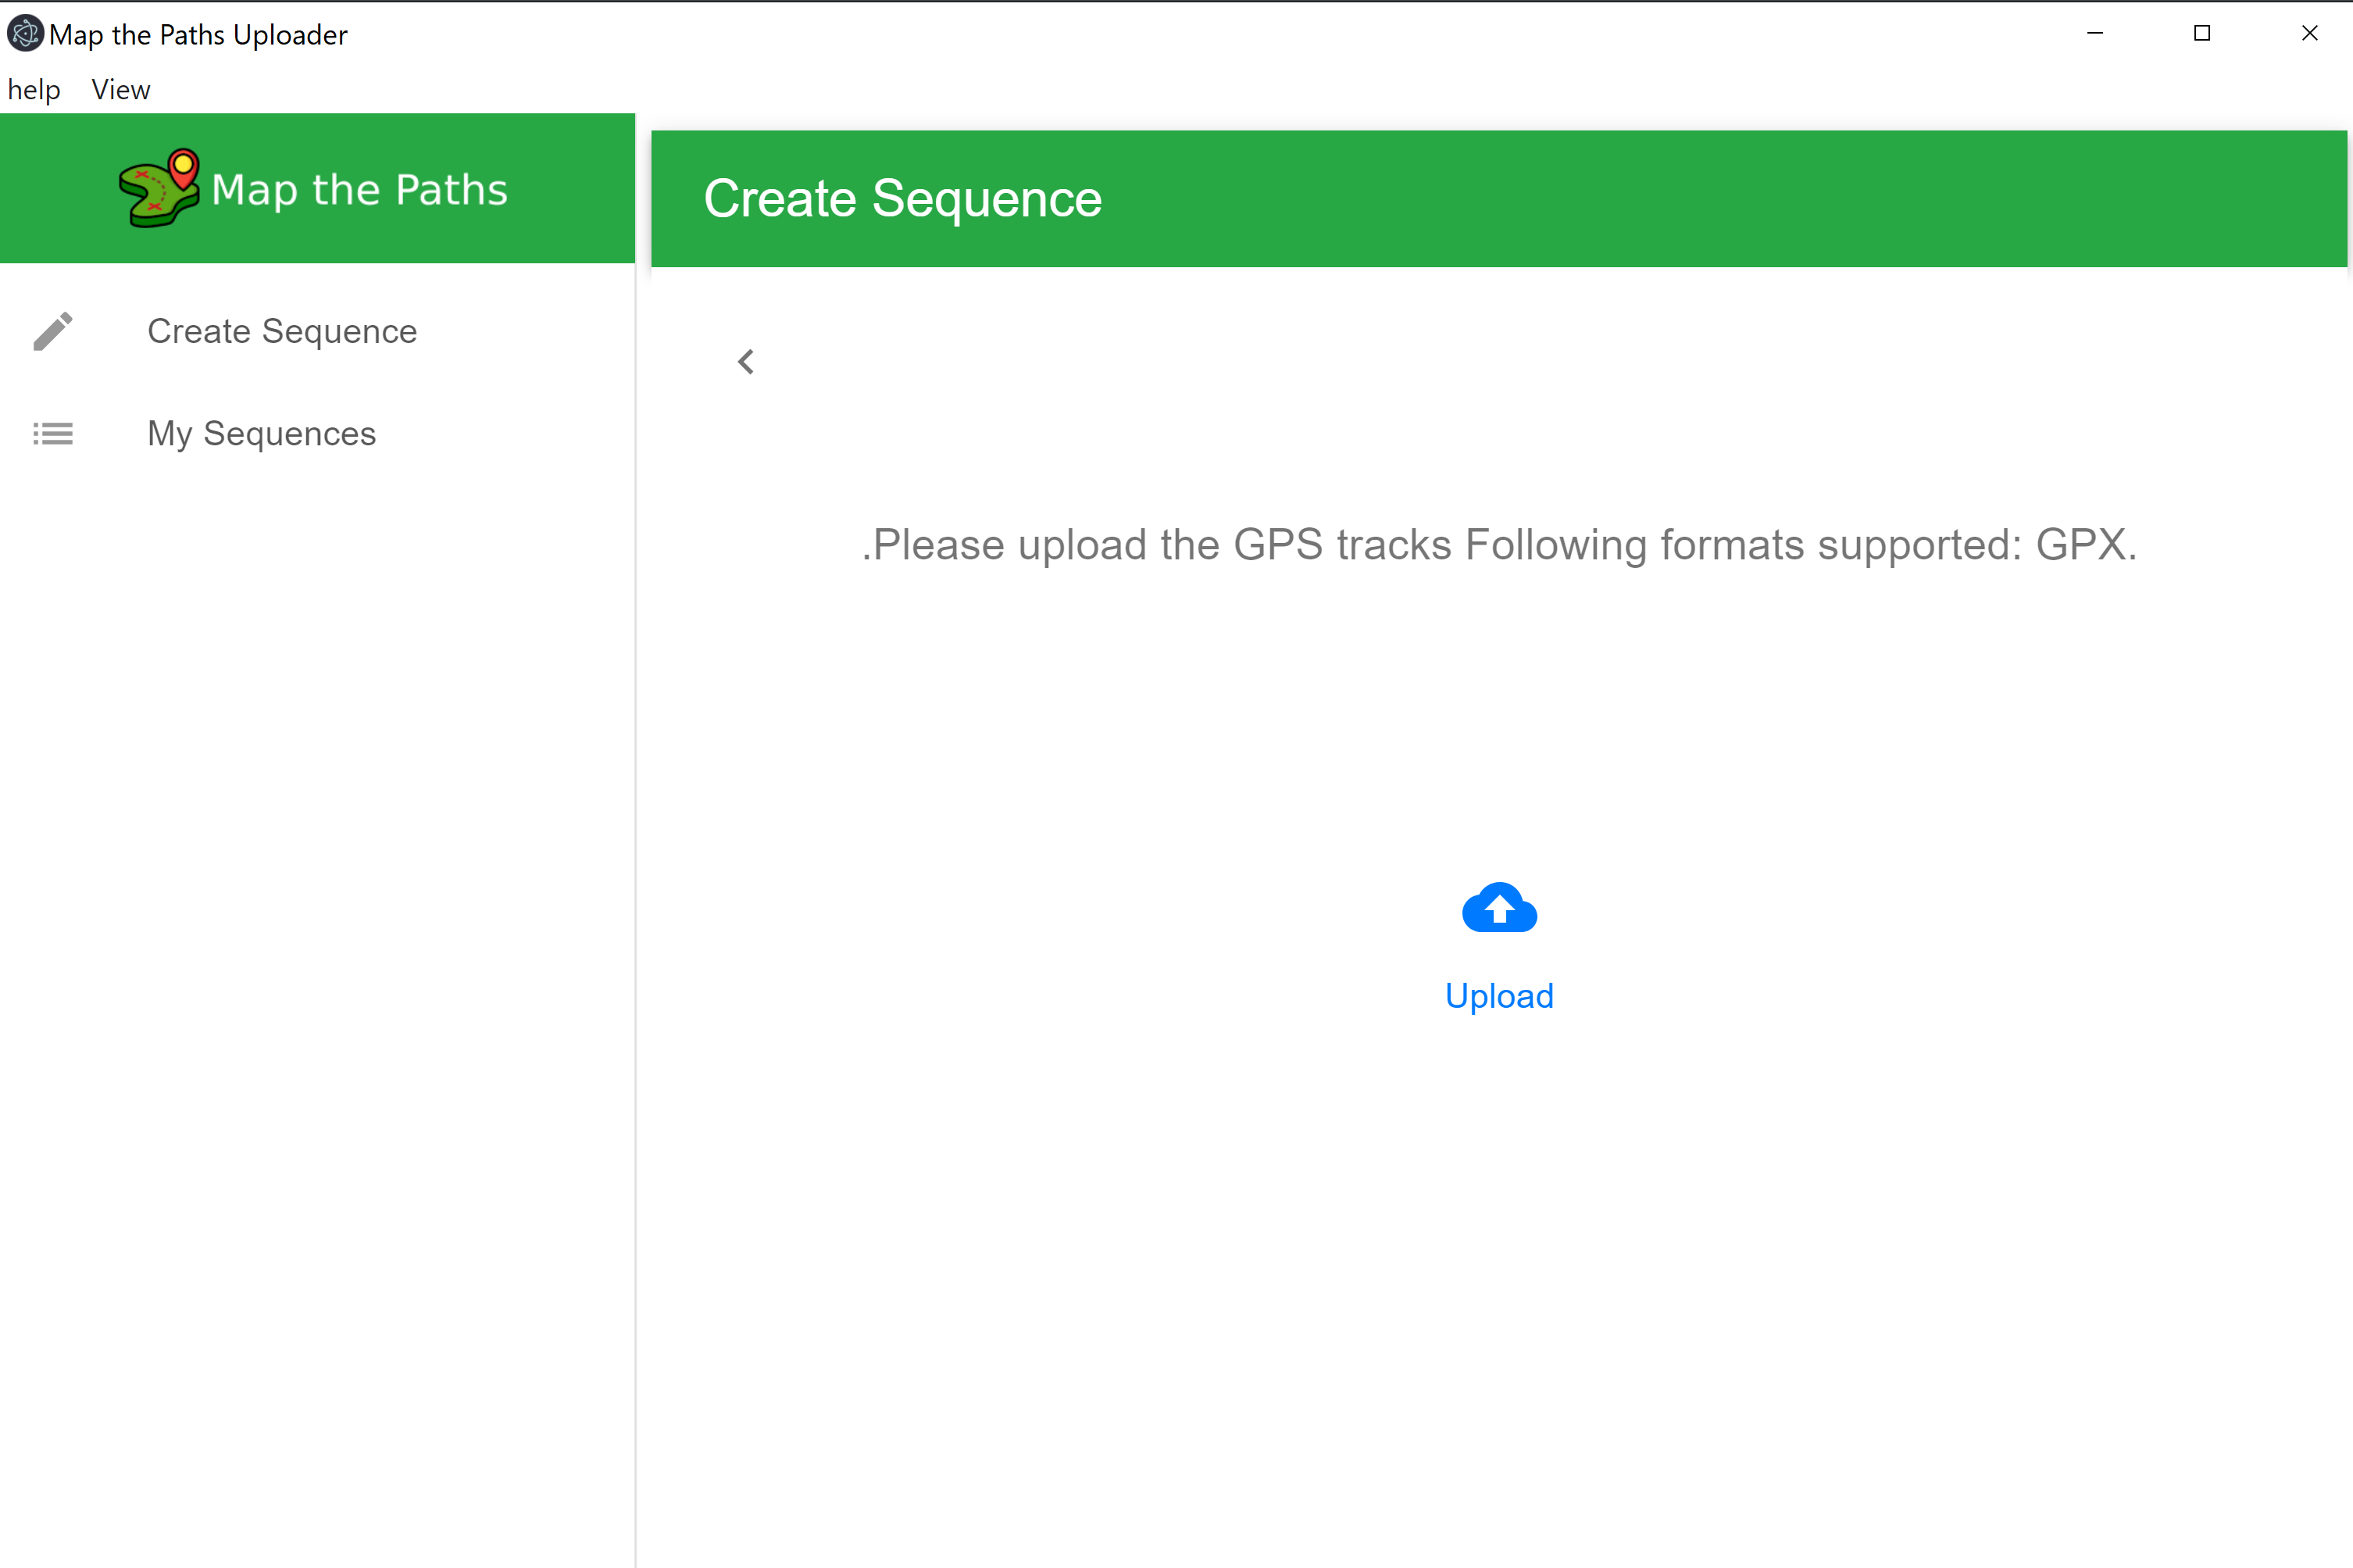 Map the Paths Uploader
help View
Map the Paths
Create Sequence
Create Sequence
My Sequences
.Please upload the GPS tracks Following formats supported: GPX.
Upload